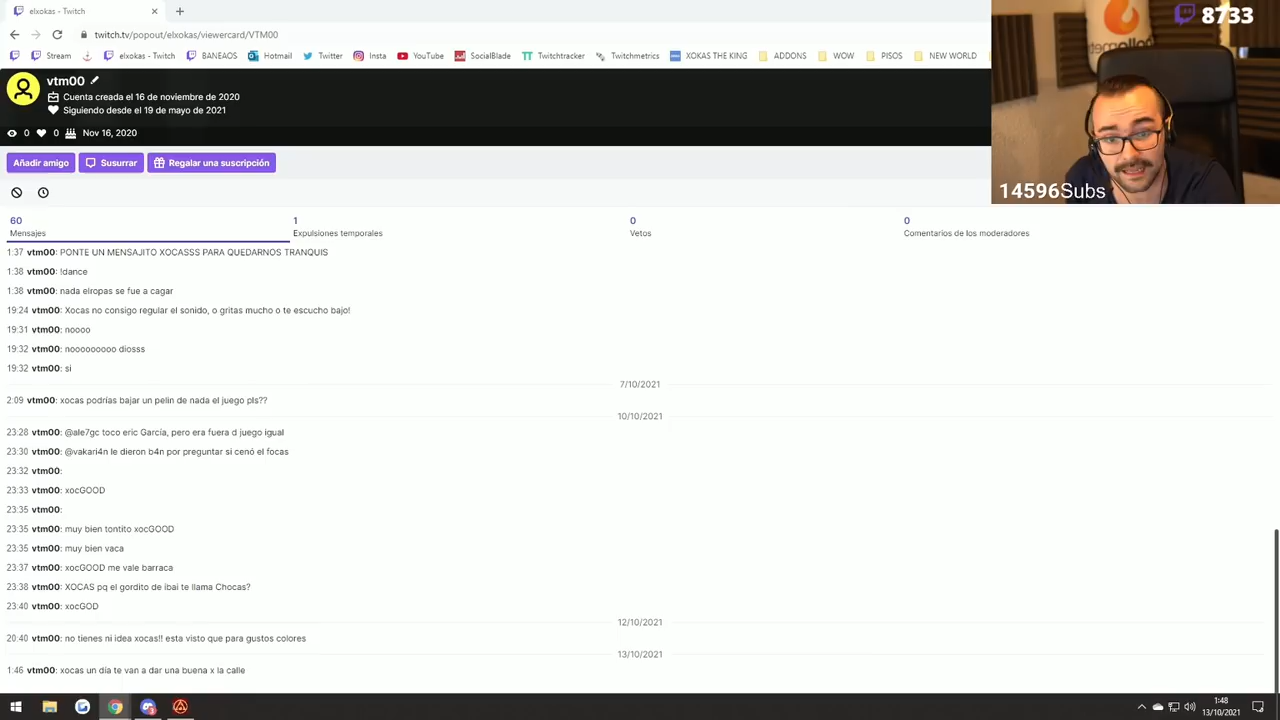 elxokas - Twitch
8733
twitch.tv/popout/elxokas/viewercard/VTM00
Stream
elxokas - Twitch
BANEAOS
Hotmail
Twitter
Insta
YouTube
SocialBlade
Twitchtracker
Twitchmetrics
XOKAS THE KING
ADDONS
WOW
PISOS
NEW WORLD
vtm00
Cuenta creada el 16 de noviembre de 2020
Siguiendo desde el 19 de mayo de 2021
0 0 Nov 16, 2020
Añadir amigo
Susurrar
Regalar una suscripción
14596Subs
60
Mensajes
1
Expulsiones temporales
0
Vetos
0
Comentarios de los moderadores
1:37 vtm00: PONTE UN MENSAJITO XOCASSS PARA QUEDARNOS TRANQUIS
1:38 vtm00: !dance
1:38 vtm00: nada elropas se fue a cagar
19:24 vtm00: Xocas no consigo regular el sonido, o gritas mucho o te escucho bajo!
19:31 vtm00: noooo
19:32 vtm00: nooooooooo diosss
19:32 vtm00: si
7/10/2021
2:09 vtm00: xocas podrías bajar un pelin de nada el juego pls??
10/10/2021
23:28 vtm00: @ale7gc toco eric García, pero era fuera d juego igual
23:30 vtm00: @vakari4n le dieron b4n por preguntar si cenó el focas
23:32 vtm00:
23:33 vtm00: xocGOOD
23:35 vtm00:
23:35 vtm00: muy bien tontito xocGOOD
23:35 vtm00: muy bien vaca
23:37 vtm00: xocGOOD me vale barraca
23:38 vtm00: XOCAS pq el gordito de ibai te llama Chocas?
23:40 vtm00: xocGOD
12/10/2021
20:40 vtm00: no tienes ni idea xocas!! esta visto que para gustos colores
13/10/2021
1:46 vtm00: xocas un día te van a dar una buena x la calle
1:48
13/10/2021